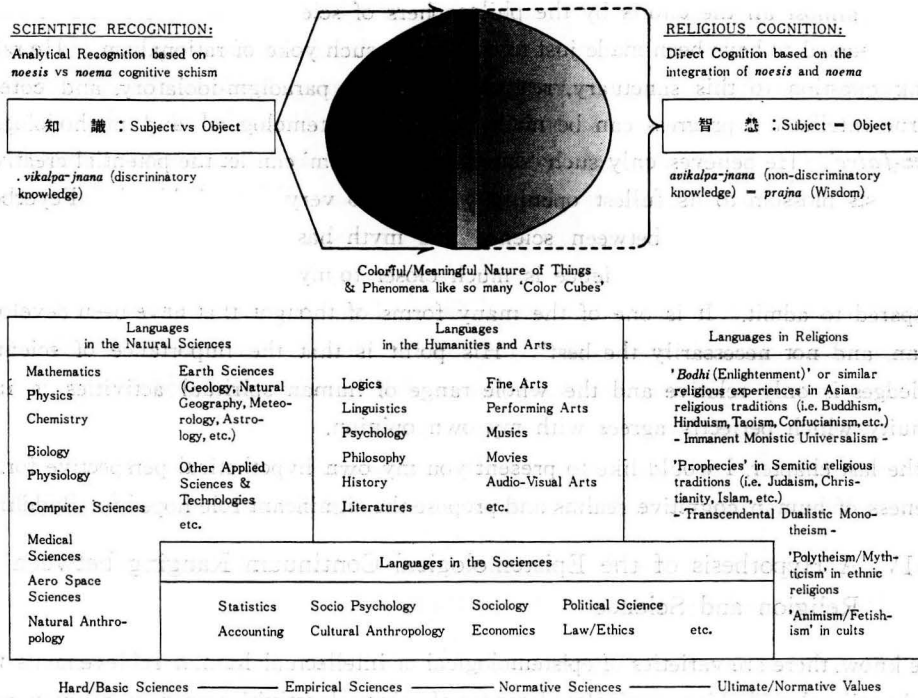 SCIENTIFIC RECOGNITION:
Analytical Recognition based on
noesis vs noema cognitive schism
知 識 : Subject vs Object
. vikalpa-jnana (discrininatory
knowledge)
RELIGIOUS COGNITION:
Direct Cognition based on the
integration of noesis and noema
智 : Subject − Object
avikalpa-jnana (non-discriminatory
knowledge) − prajna (Wisdom)
Colorful/Meaningful Nature of Things
& Phenomena like so many 'Color Cubes'
Languages
in the Natural Sciences
Mathematics
Physics
Chemistry
Biology
Physiology
Computer Sciences
Medical
Sciences
Aero Space
Sciences
Natural Anthro-
pology
Earth Sciences
(Geology, Natural
Geography, Meteo-
rology, Astro-
logy, etc.)
Other Applied
Sciences &
Technologies
etc.
Languages
in the Humanities and Arts
Logics
Linguistics
Psychology
Philosophy
History
Literatures
Fine Arts
Performing Arts
Musics
Movies
Audio-Visual Arts
etc.
Languages in Religions
'Bodhi (Enlightenment)' or similar
religious experiences in Asian
religious traditions (i.e. Buddhism,
Hinduism, Taoism, Confucianism, etc.)
- Immanent Monistic Universalism -
'Prophecies' in Semitic religious
traditions (i.e. Judaism, Chris-
tianity, Islam, etc.)
- Transcendental Dualistic Mono-
theism -
'Polytheism/Myth-
ticism' in ethnic
religions
'Animism/Fetish-
ism' in cults
Languages in the Sociences
Statistics Socio Psychology Sociology Political Science
Accounting Cultural Anthropology Economics Law/Ethics etc.
Hard/Basic Sciences ——— Empirical Sciences ——— Normative Sciences ——— Ultimate/Normative Values